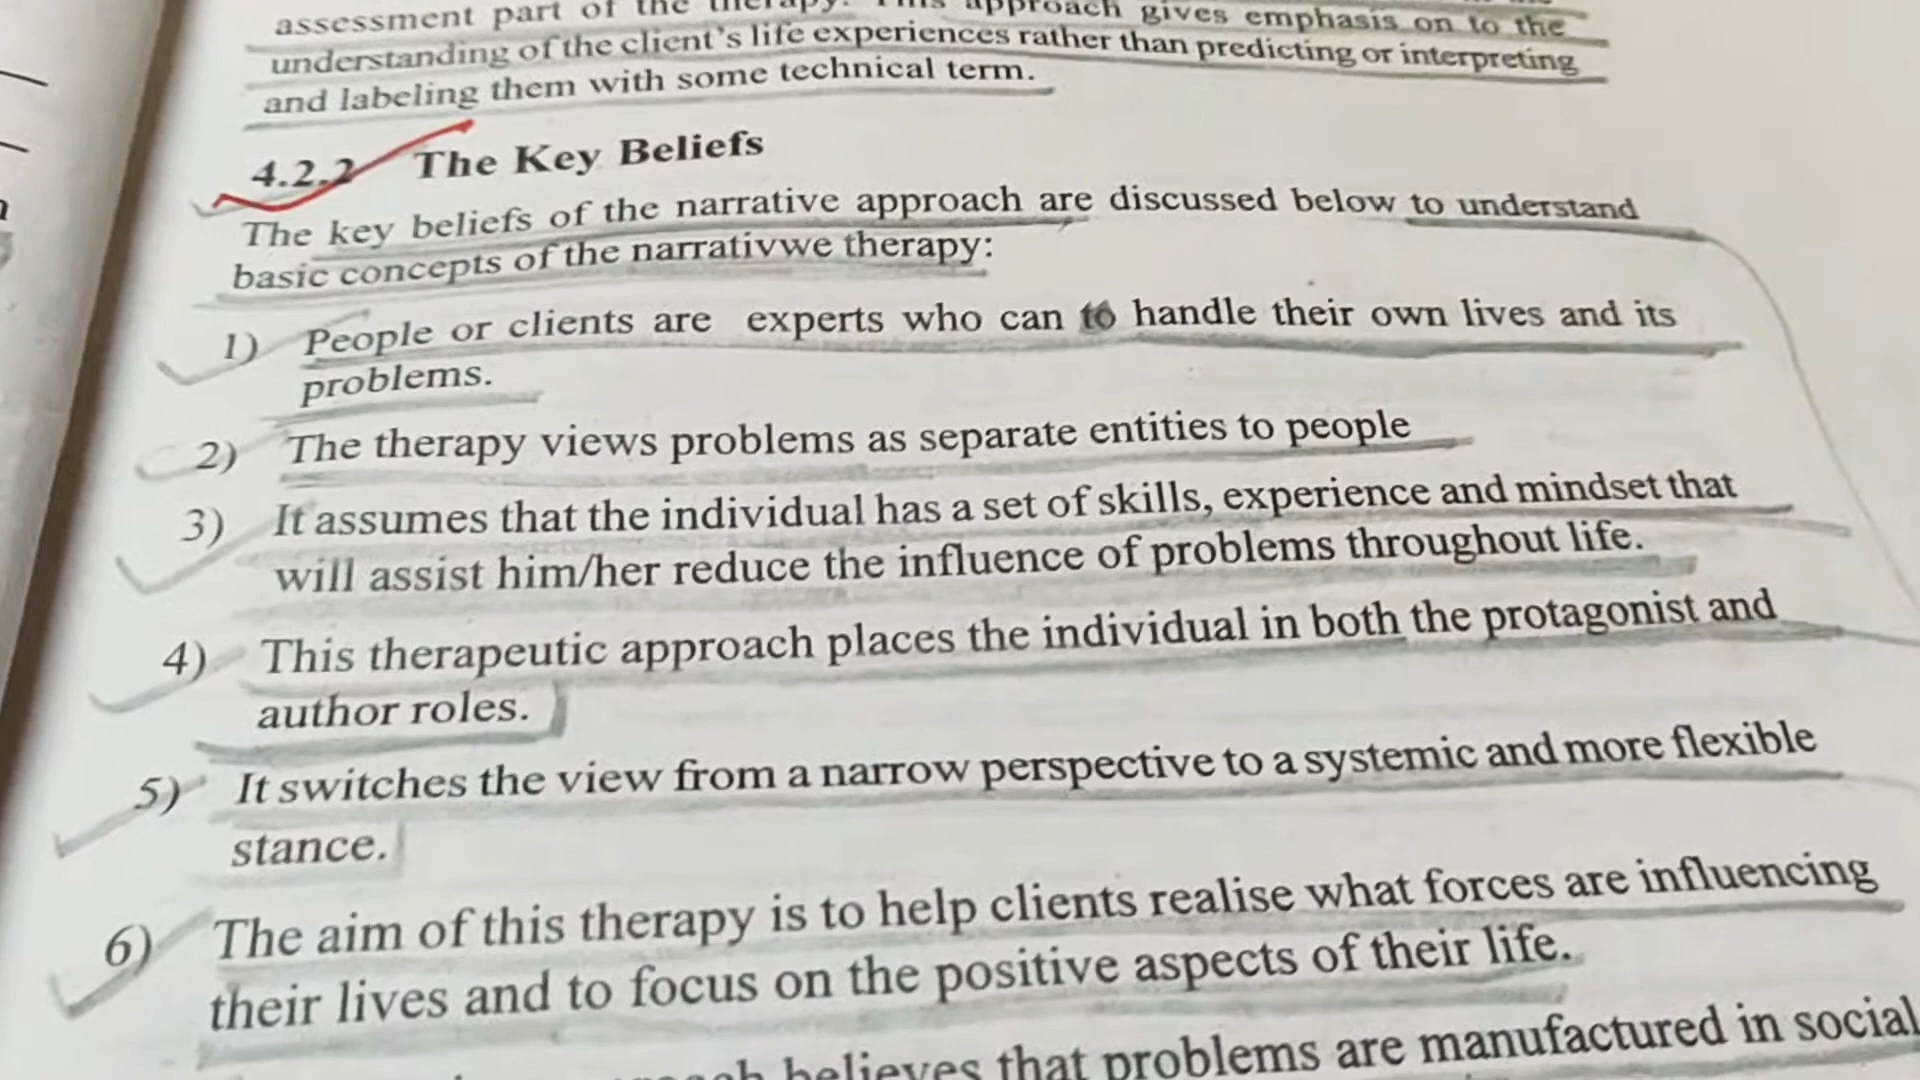 assessment part of the therapy. This approach gives emphasis on to the
understanding of the client's life experiences rather than predicting or interpreting
and labeling them with some technical term.
4.2.2 The Key Beliefs
The key beliefs of the narrative approach are discussed below to understand
basic concepts of the narrativwe therapy:
1) People or clients are experts who can to handle their own lives and its
problems.
2) The therapy views problems as separate entities to people
3) It assumes that the individual has a set of skills, experience and mindset that
will assist him/her reduce the influence of problems throughout life.
4) This therapeutic approach places the individual in both the protagonist and
author roles.
5) It switches the view from a narrow perspective to a systemic and more flexible
stance.
6) The aim of this therapy is to help clients realise what forces are influencing
their lives and to focus on the positive aspects of their life.
believes that problems are manufactured in social